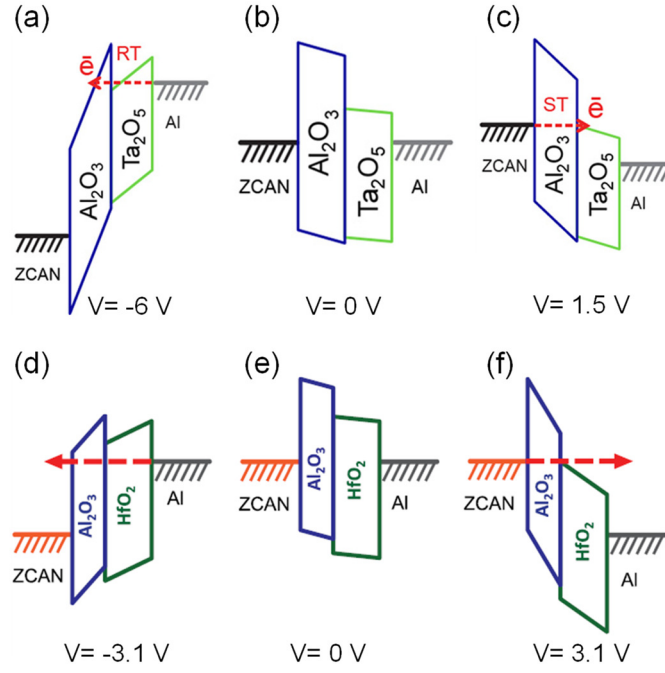 (a)
RT
ē
Al₂O₃
Ta₂O₅
Al
ZCAN
V= -6 V
(b)
Al₂O₃
Ta₂O₅
ZCAN
Al
V= 0 V
(c)
ST
ē
ZCAN
Al₂O₃
Ta₂O₅
Al
V= 1.5 V
(d)
Al₂O₃
HfO₂
Al
ZCAN
V= -3.1 V
(e)
Al₂O₃
HfO₂
ZCAN
Al
V= 0 V
(f)
ZCAN
Al₂O₃
HfO₂
Al
V= 3.1 V